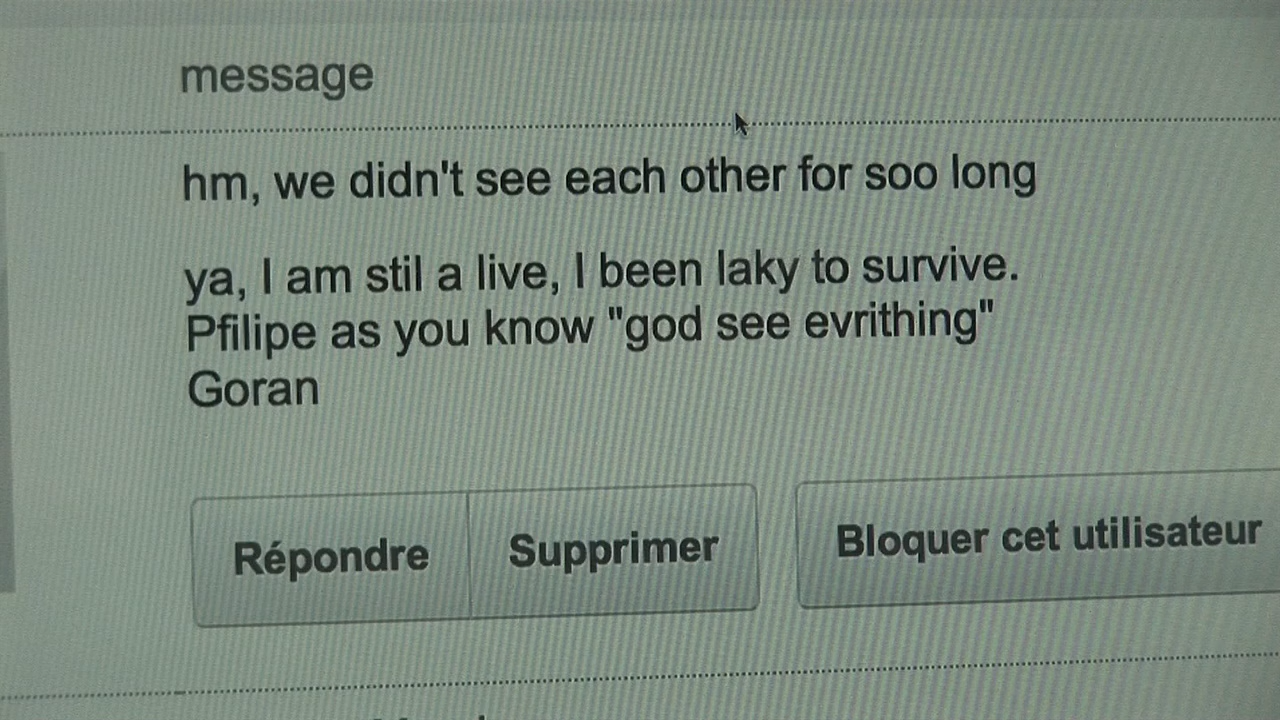 message
hm, we didn't see each other for soo long
ya, I am stil a live, I been laky to survive.
Pfilipe as you know "god see evrithing"
Goran
Répondre Supprimer Bloquer cet utilisateur